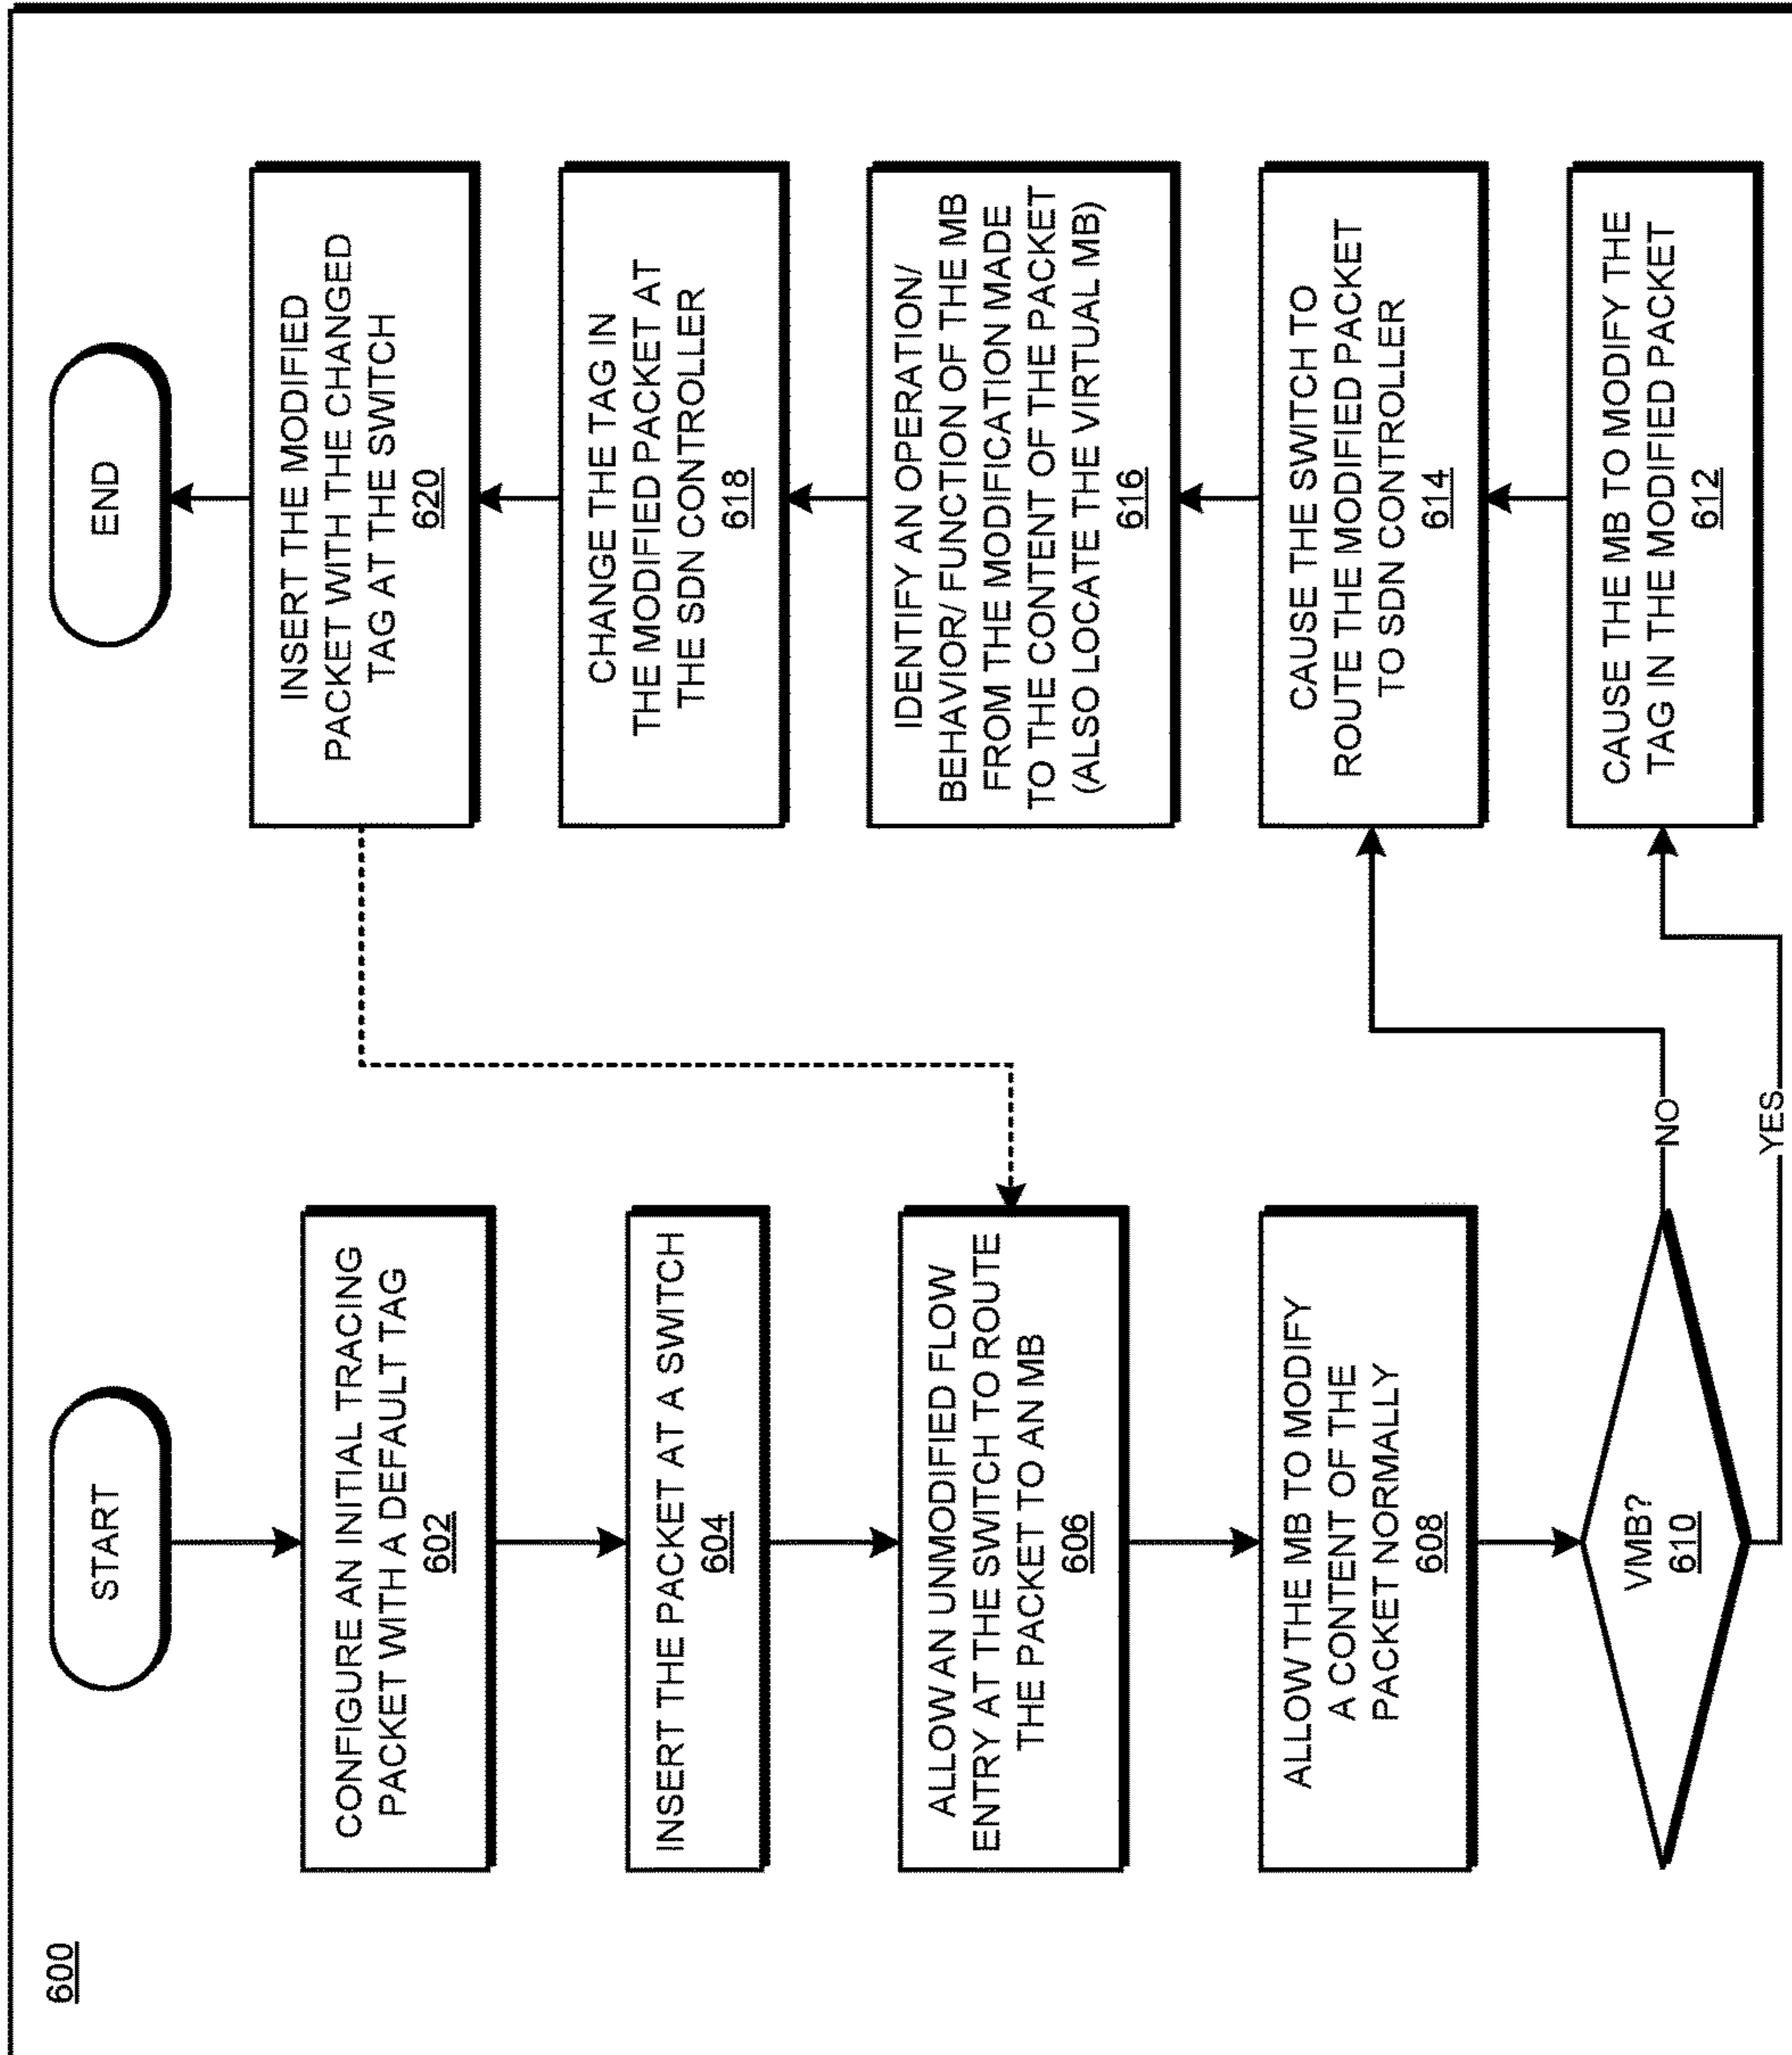 600
START
CONFIGURE AN INITIAL TRACING
PACKET WITH A DEFAULT TAG
602
INSERT THE PACKET AT A SWITCH
604
ALLOW AN UNMODIFIED FLOW
ENTRY AT THE SWITCH TO ROUTE
THE PACKET TO AN MB
606
ALLOW THE MB TO MODIFY
A CONTENT OF THE
PACKET NORMALLY
608
VMB?
610
NO
YES
CAUSE THE MB TO MODIFY THE
TAG IN THE MODIFIED PACKET
612
CAUSE THE SWITCH TO
ROUTE THE MODIFIED PACKET
TO SDN CONTROLLER
614
IDENTIFY AN OPERATION/
BEHAVIOR/ FUNCTION OF THE MB
FROM THE MODIFICATION MADE
TO THE CONTENT OF THE PACKET
(ALSO LOCATE THE VIRTUAL MB)
616
CHANGE THE TAG IN
THE MODIFIED PACKET AT
THE SDN CONTROLLER
618
INSERT THE MODIFIED
PACKET WITH THE CHANGED
TAG AT THE SWITCH
620
END